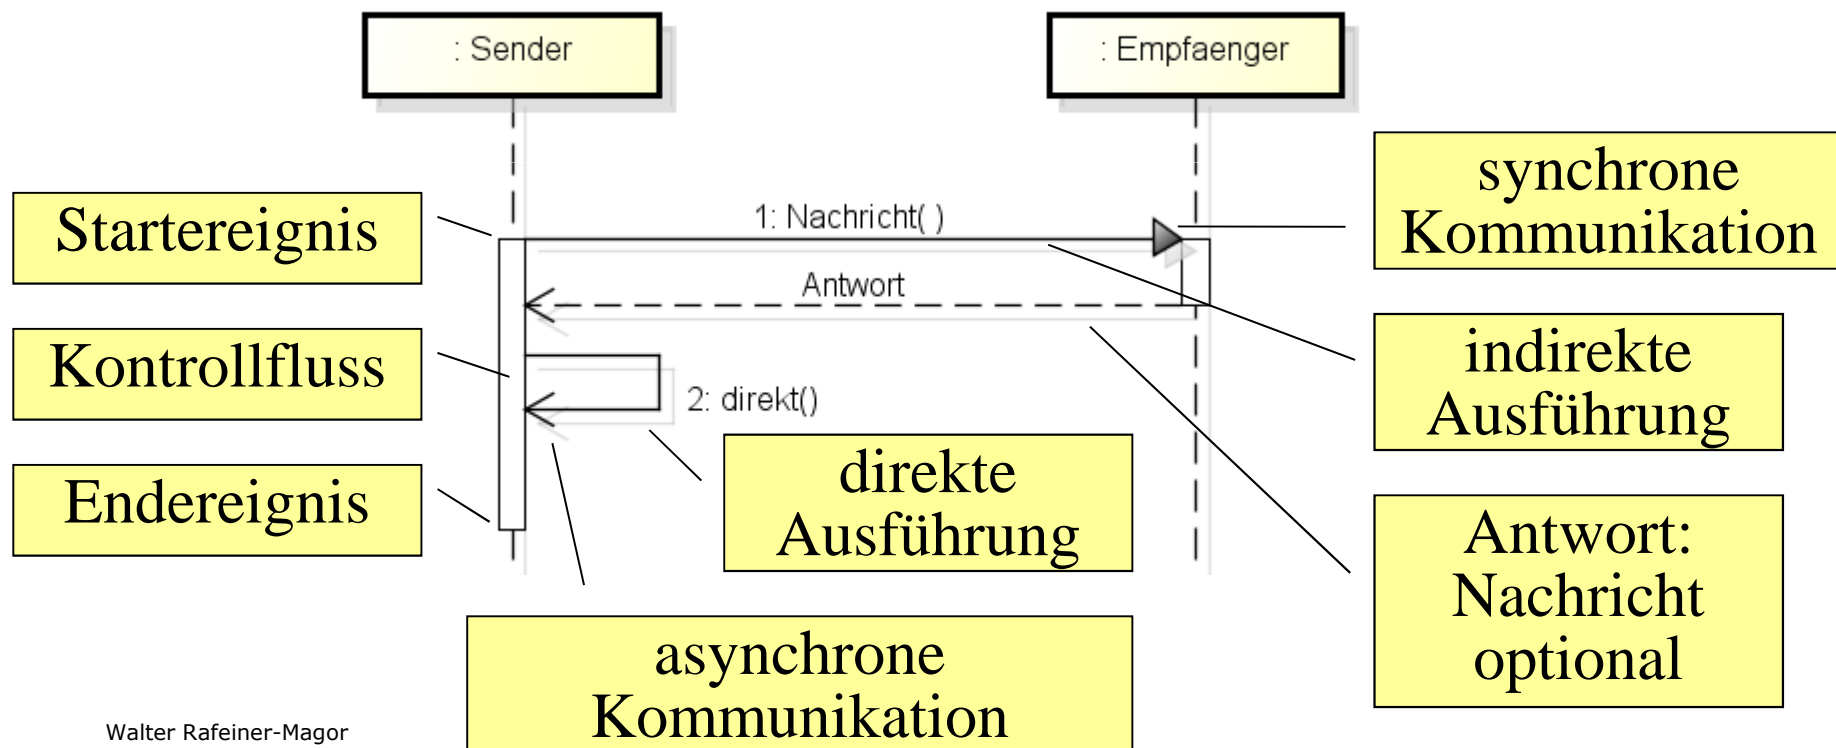 : Sender
: Empfaenger
synchrone
Kommunikation
Startereignis
1: Nachricht( )
Antwort
Kontrollfluss
indirekte
Ausführung
2: direkt()
direkte
Ausführung
Endereignis
Antwort:
Nachricht
optional
asynchrone
Kommunikation
Walter Rafeiner-Magor